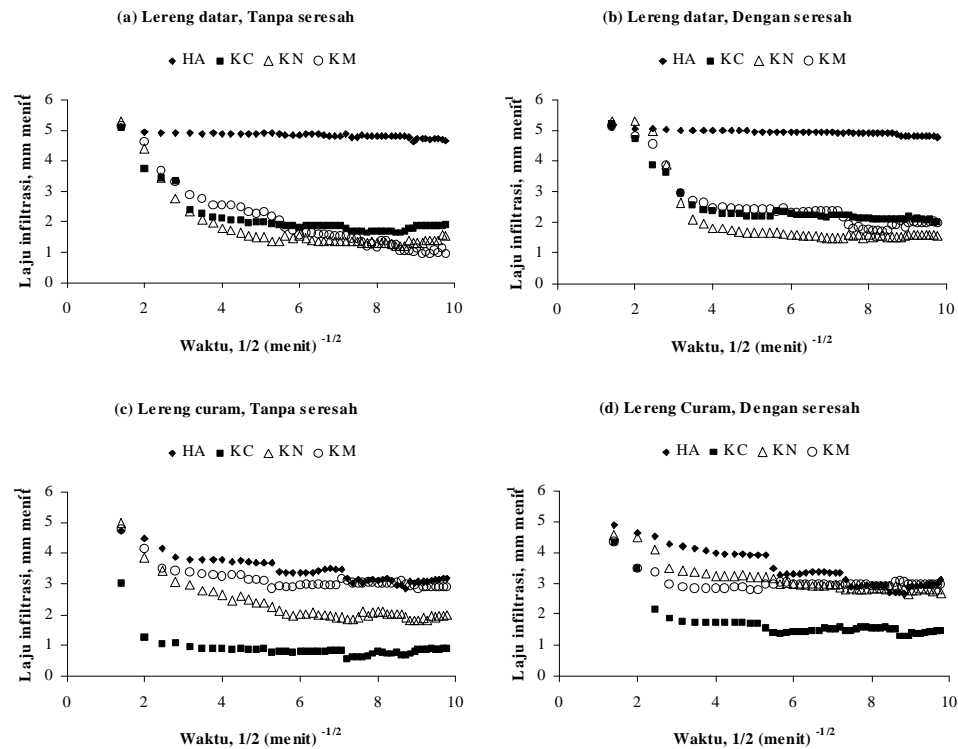 (a) Lereng datar, Tanpa seresah
◆ HA ■ KC △ KN ○ KM
Laju infiltrasi, mm menit-1
6
5
4
3
2
1
0
0 2 4 6 8 10
Waktu, 1/2 (menit) -1/2
(b) Lereng datar, Dengan seresah
◆ HA ■ KC △ KN ○ KM
Laju infiltrasi, mm menit-1
6
5
4
3
2
1
0
0 2 4 6 8 10
Waktu, 1/2 (menit) -1/2
(c) Lereng curam, Tanpa seresah
◆ HA ■ KC △ KN ○ KM
Laju infiltrasi, mm menit-1
6
5
4
3
2
1
0
0 2 4 6 8 10
Waktu, 1/2 (menit) -1/2
(d) Lereng Curam, Dengan seresah
◆ HA ■ KC △ KN ○ KM
Laju infiltrasi, mm menit-1
6
5
4
3
2
1
0
0 2 4 6 8 10
Waktu, 1/2 (menit) -1/2